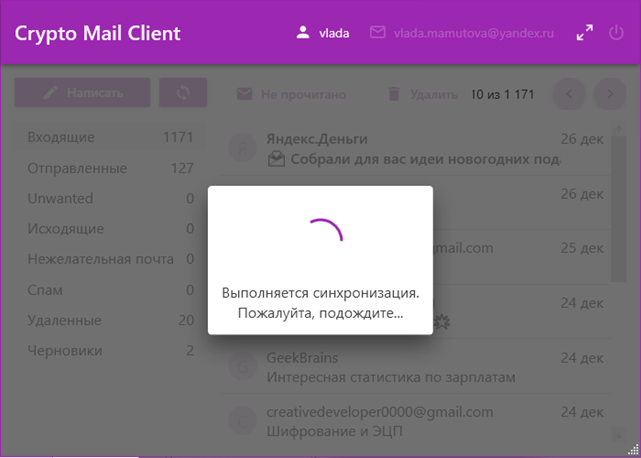 Crypto Mail Client
vlada
vlada.mamutova@yandex.ru
Написать
Не прочитано
Удалить
10 из 1 171
Входящие 1171
Отправленные 127
Unwanted 0
Исходящие 0
Нежелательная почта 0
Спам 0
Удаленные 20
Черновики 2
Яндекс.Деньги 26 дек
Собрали для вас идеи новогодних под
26 дек
gmail.com 25 дек
24 дек
Выполняется синхронизация.
Пожалуйта, подождите...
GeekBrains 24 дек
Интересная статистика по зарплатам
creativedeveloper0000@gmail.com 24 дек
Шифрование и ЭЦП